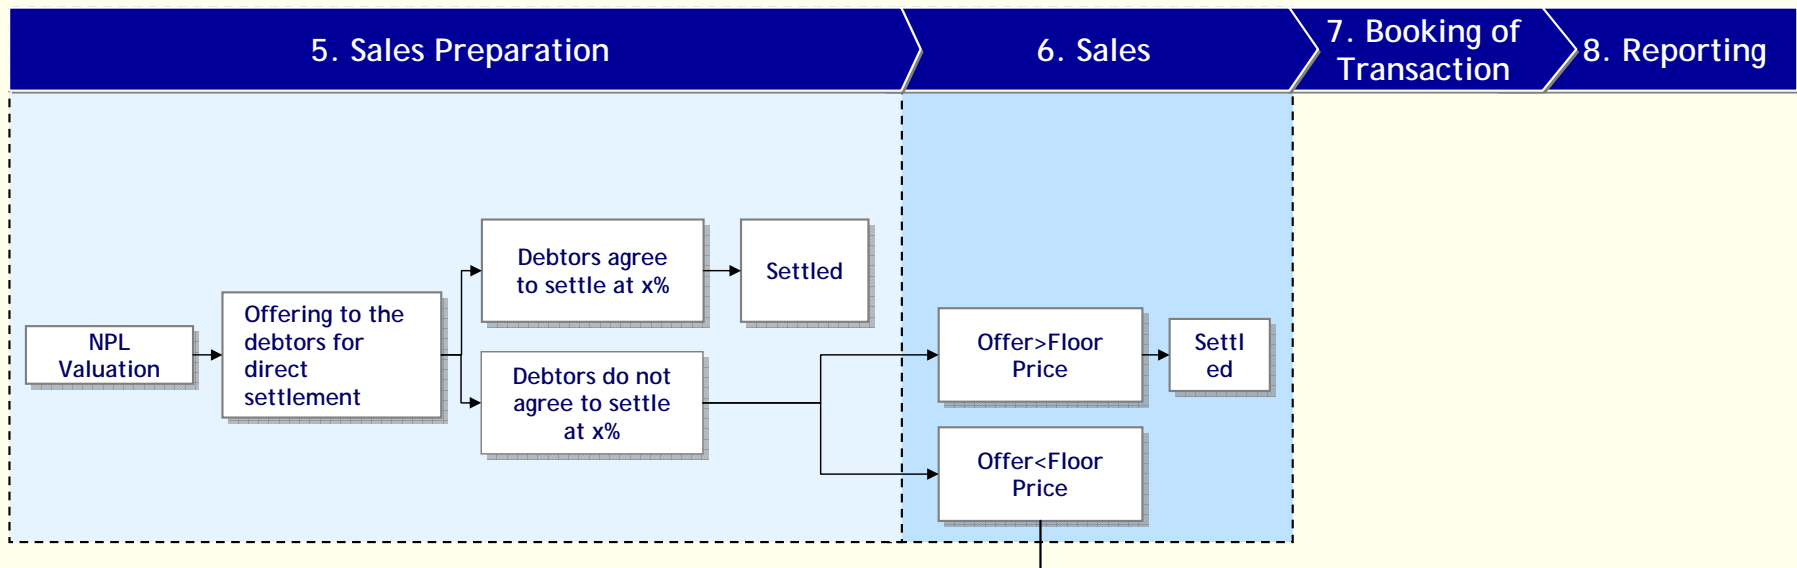 5. Sales Preparation
6. Sales
7. Booking of
Transaction
8. Reporting
NPL
Valuation
Offering to the
debtors for
direct
settlement
Debtors agree
to settle at x%
Settled
Debtors do not
agree to settle
at x%
Offer>Floor
Price
Settl
ed
Offer<Floor
Price